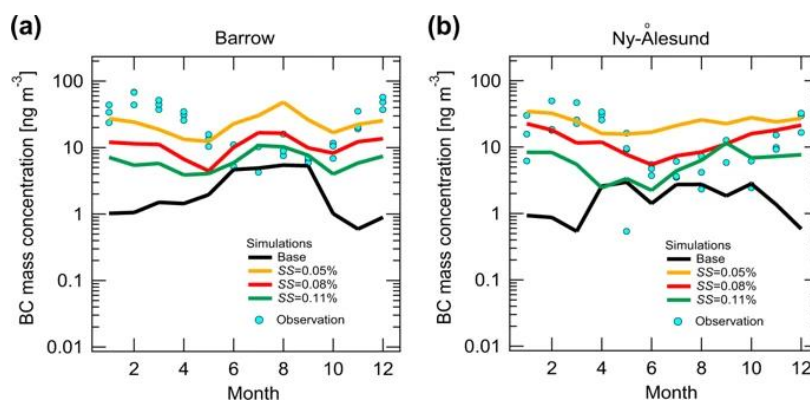 (a)
Barrow
BC mass concentration [ng m⁻³]
100
10
1
0.1
0.01
Simulations
Base
SS=0.05%
SS=0.08%
SS=0.11%
Observation
2 4 6 8 10 12
Month
(b)
Ny-Ålesund
BC mass concentration [ng m⁻³]
100
10
1
0.1
0.01
Simulations
Base
SS=0.05%
SS=0.08%
SS=0.11%
Observation
2 4 6 8 10 12
Month